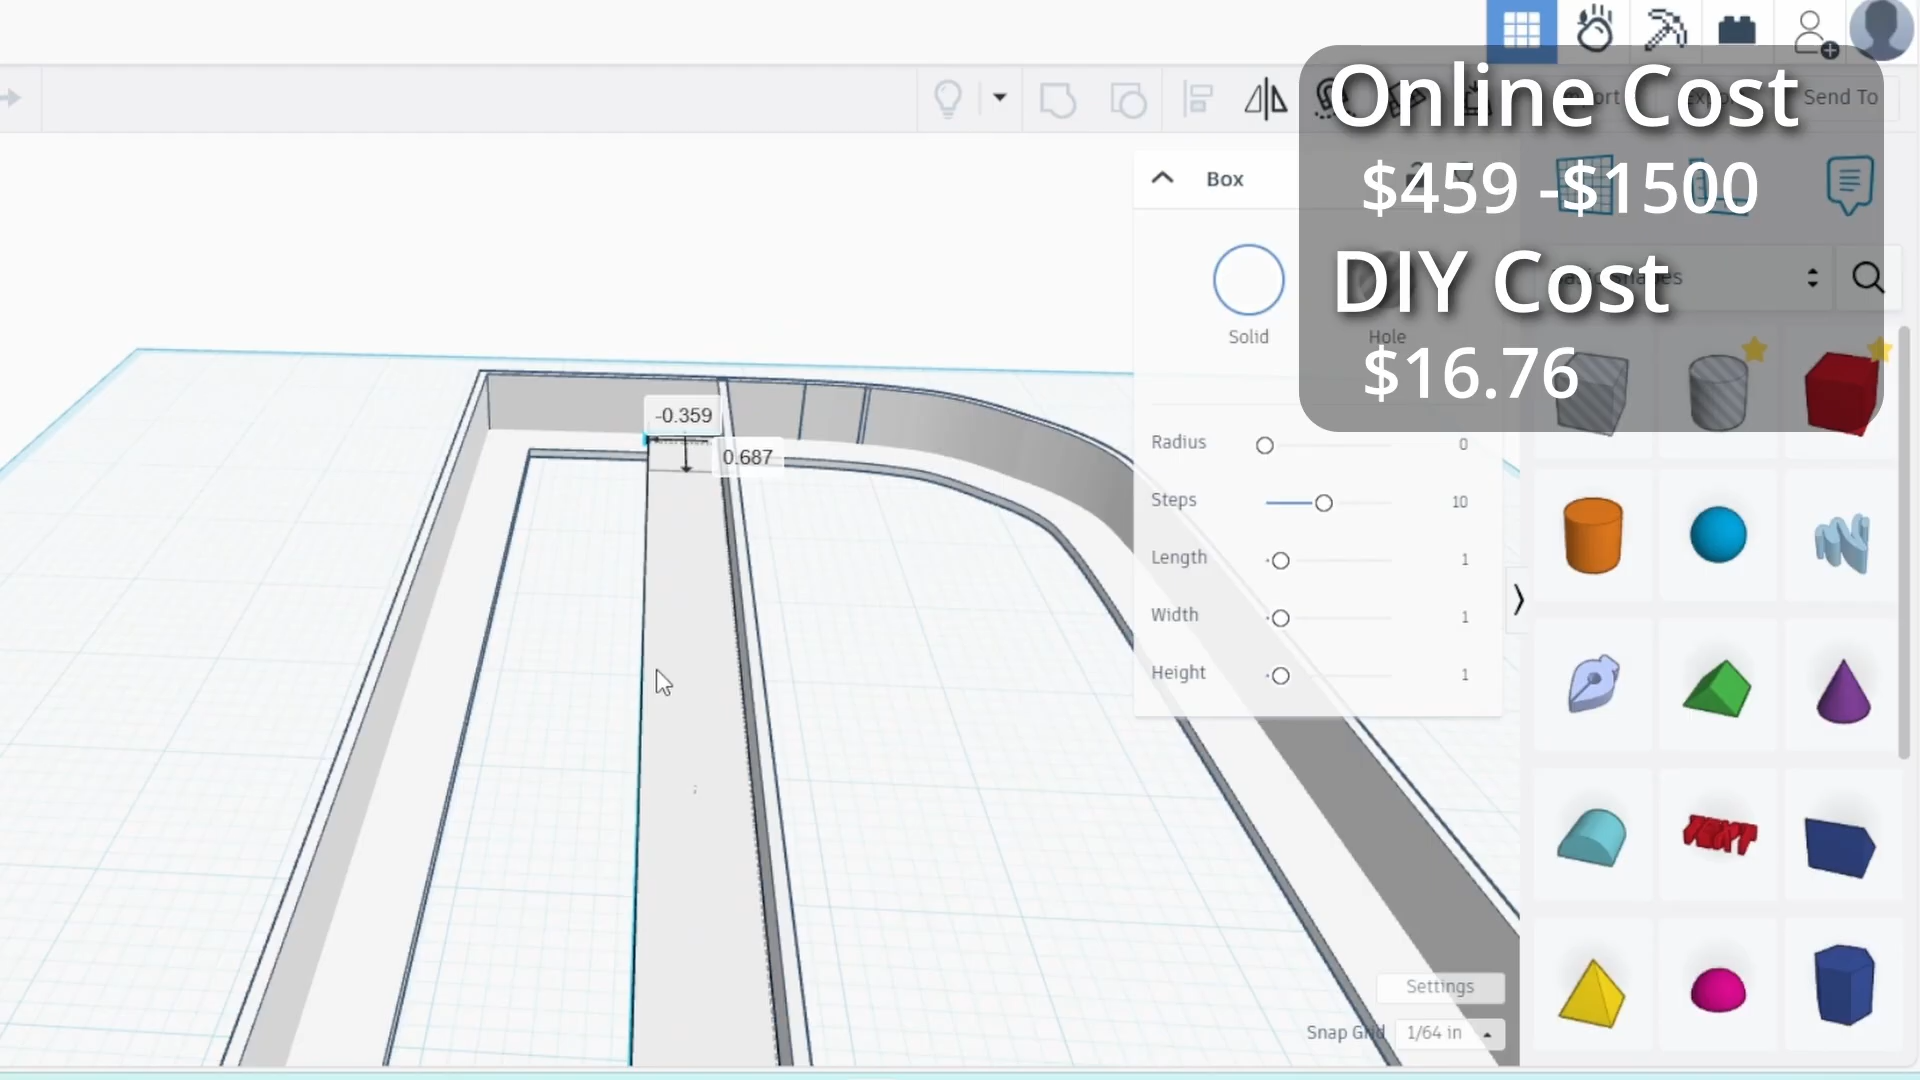 Online Cost
$459 -$1500
DIY Cost
$16.76
Send To
Box
Solid
Hole
-0.359
0.687
Radius 0
Steps 10
Length 1
Width 1
Height 1
TEXT
Settings
Snap Grid 1/64 in